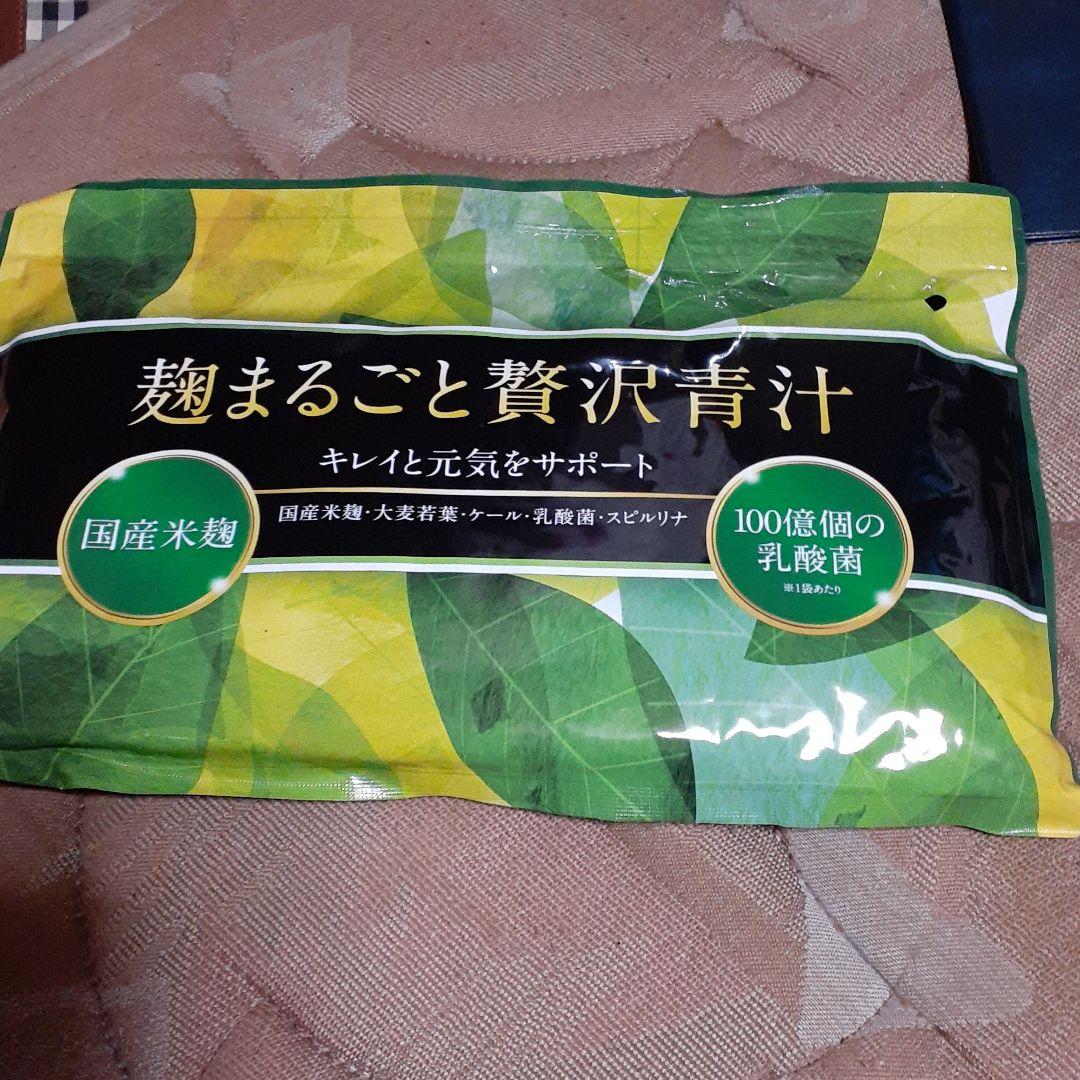 麹まるごと贅沢青汁
キレイと元気をサポート
国産米麹・大麦若葉・ケール・乳酸菌・スピルリナ
国産米麹
100億個の
乳酸菌
※1袋あたり